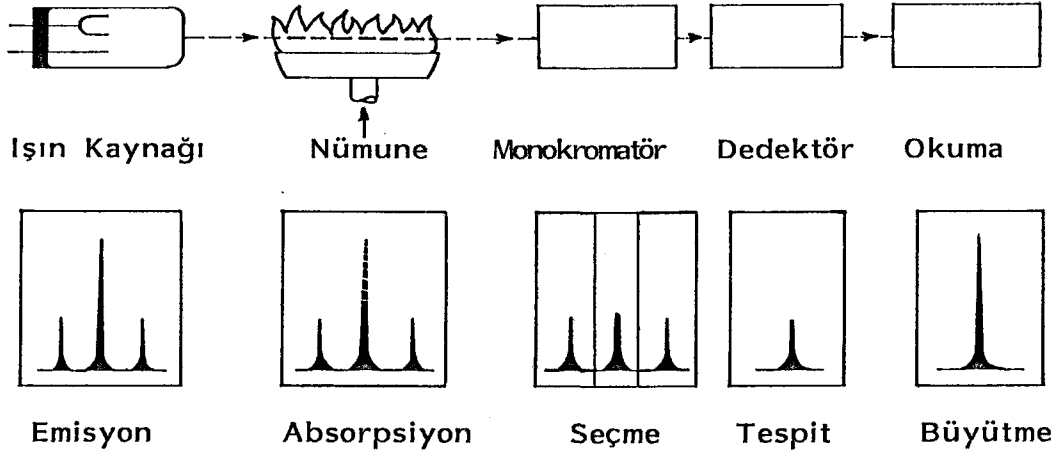 Işın Kaynağı Nümune Monokromatör Dedektör Okuma
Emisyon Absorpsiyon Seçme Tespit Büyütme